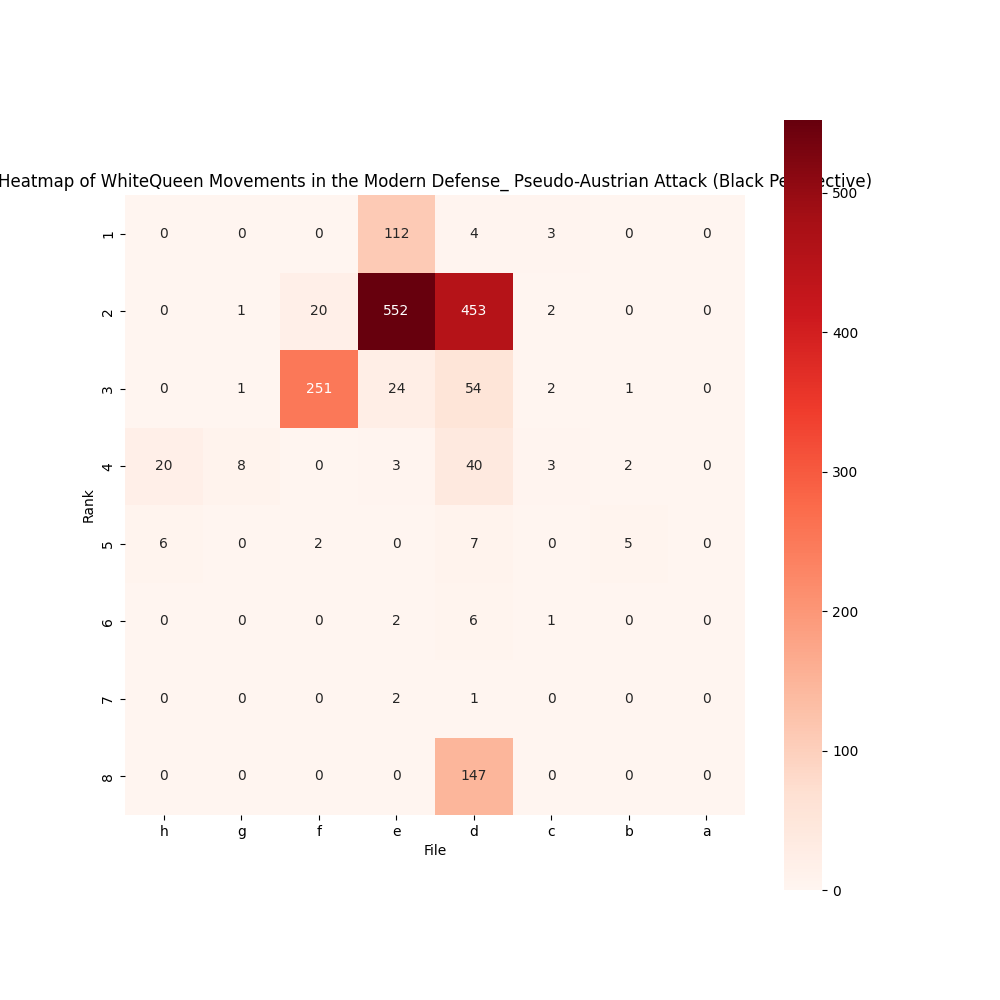 Heatmap of WhiteQueen Movements in the Modern Defense_ Pseudo-Austrian Attack (Black Perspective)
1 0 0 0 112 4 3 0 0
2 0 1 20 552 453 2 0 0
3 0 1 251 24 54 2 1 0
4 20 8 0 3 40 3 2 0
5 6 0 2 0 7 0 5 0
6 0 0 0 2 6 1 0 0
7 0 0 0 2 1 0 0 0
8 0 0 0 0 147 0 0 0
h g f e d c b a
File
Rank
500
400
300
200
100
0